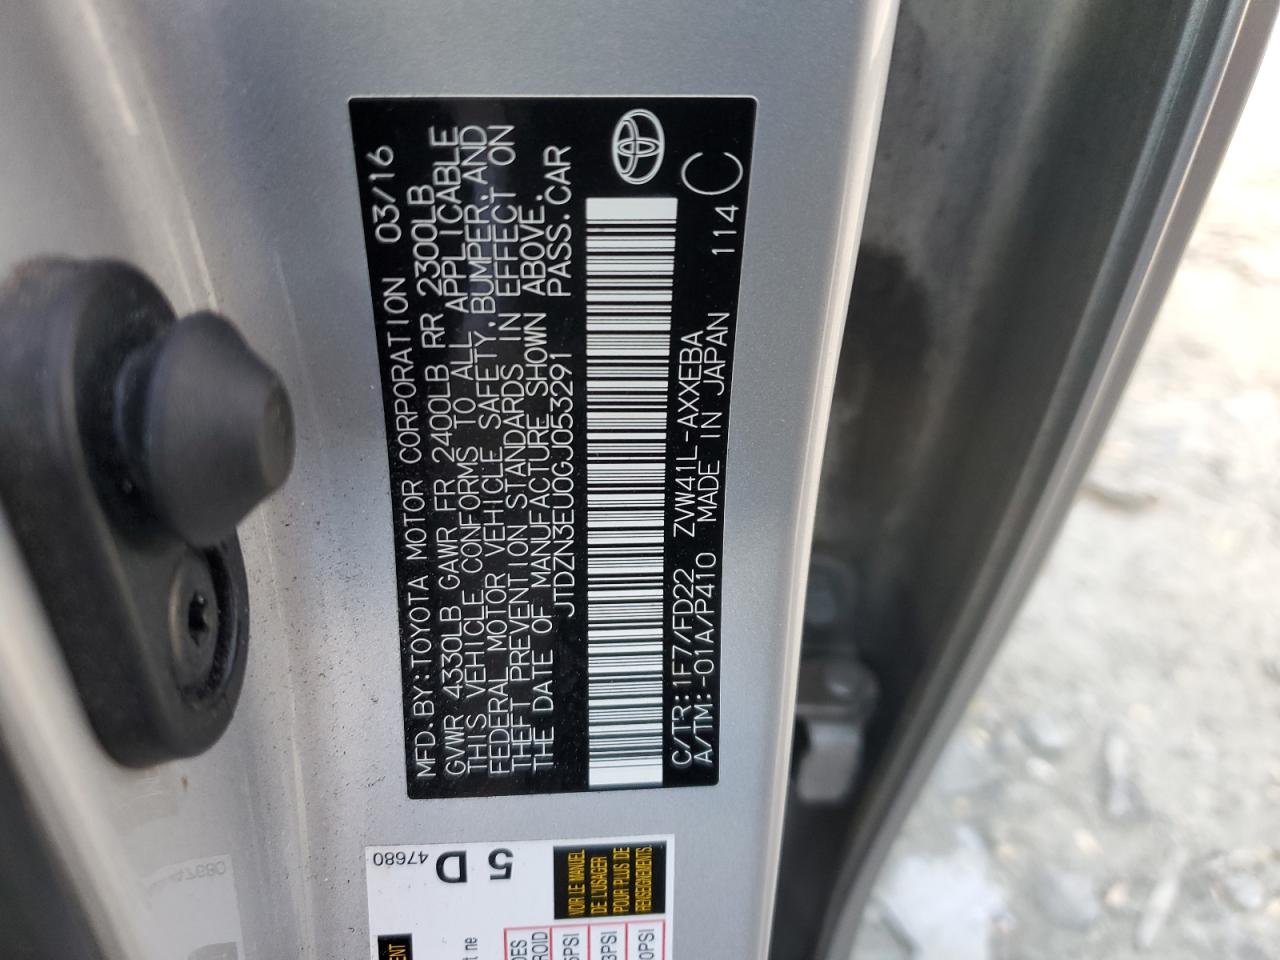 MFD.BY:TOYOTA MOTOR CORPORATION 03/16
GVWR 4330LB GAWR FR 2400LB RR 2300LB
THIS VEHICLE CONFORMS TO ALL APPLICABLE
FEDERAL MOTOR VEHICLE SAFETY,BUMPER,AND
THEFT PREVENTION STANDARDS IN EFFECT ON
THE DATE OF MANUFACTURE SHOWN ABOVE.
JTDZN3EU0GJ053291 PASS.CAR
C/TR:1F7/FD22 ZVW41L-AXXEBA
A/TM:-01A/P410 MADE IN JAPAN 114 C
47680
5 D
VOIR LE MANUEL
DE L'USAGER
POUR PLUS DE
RENSEIGNEMENTS.